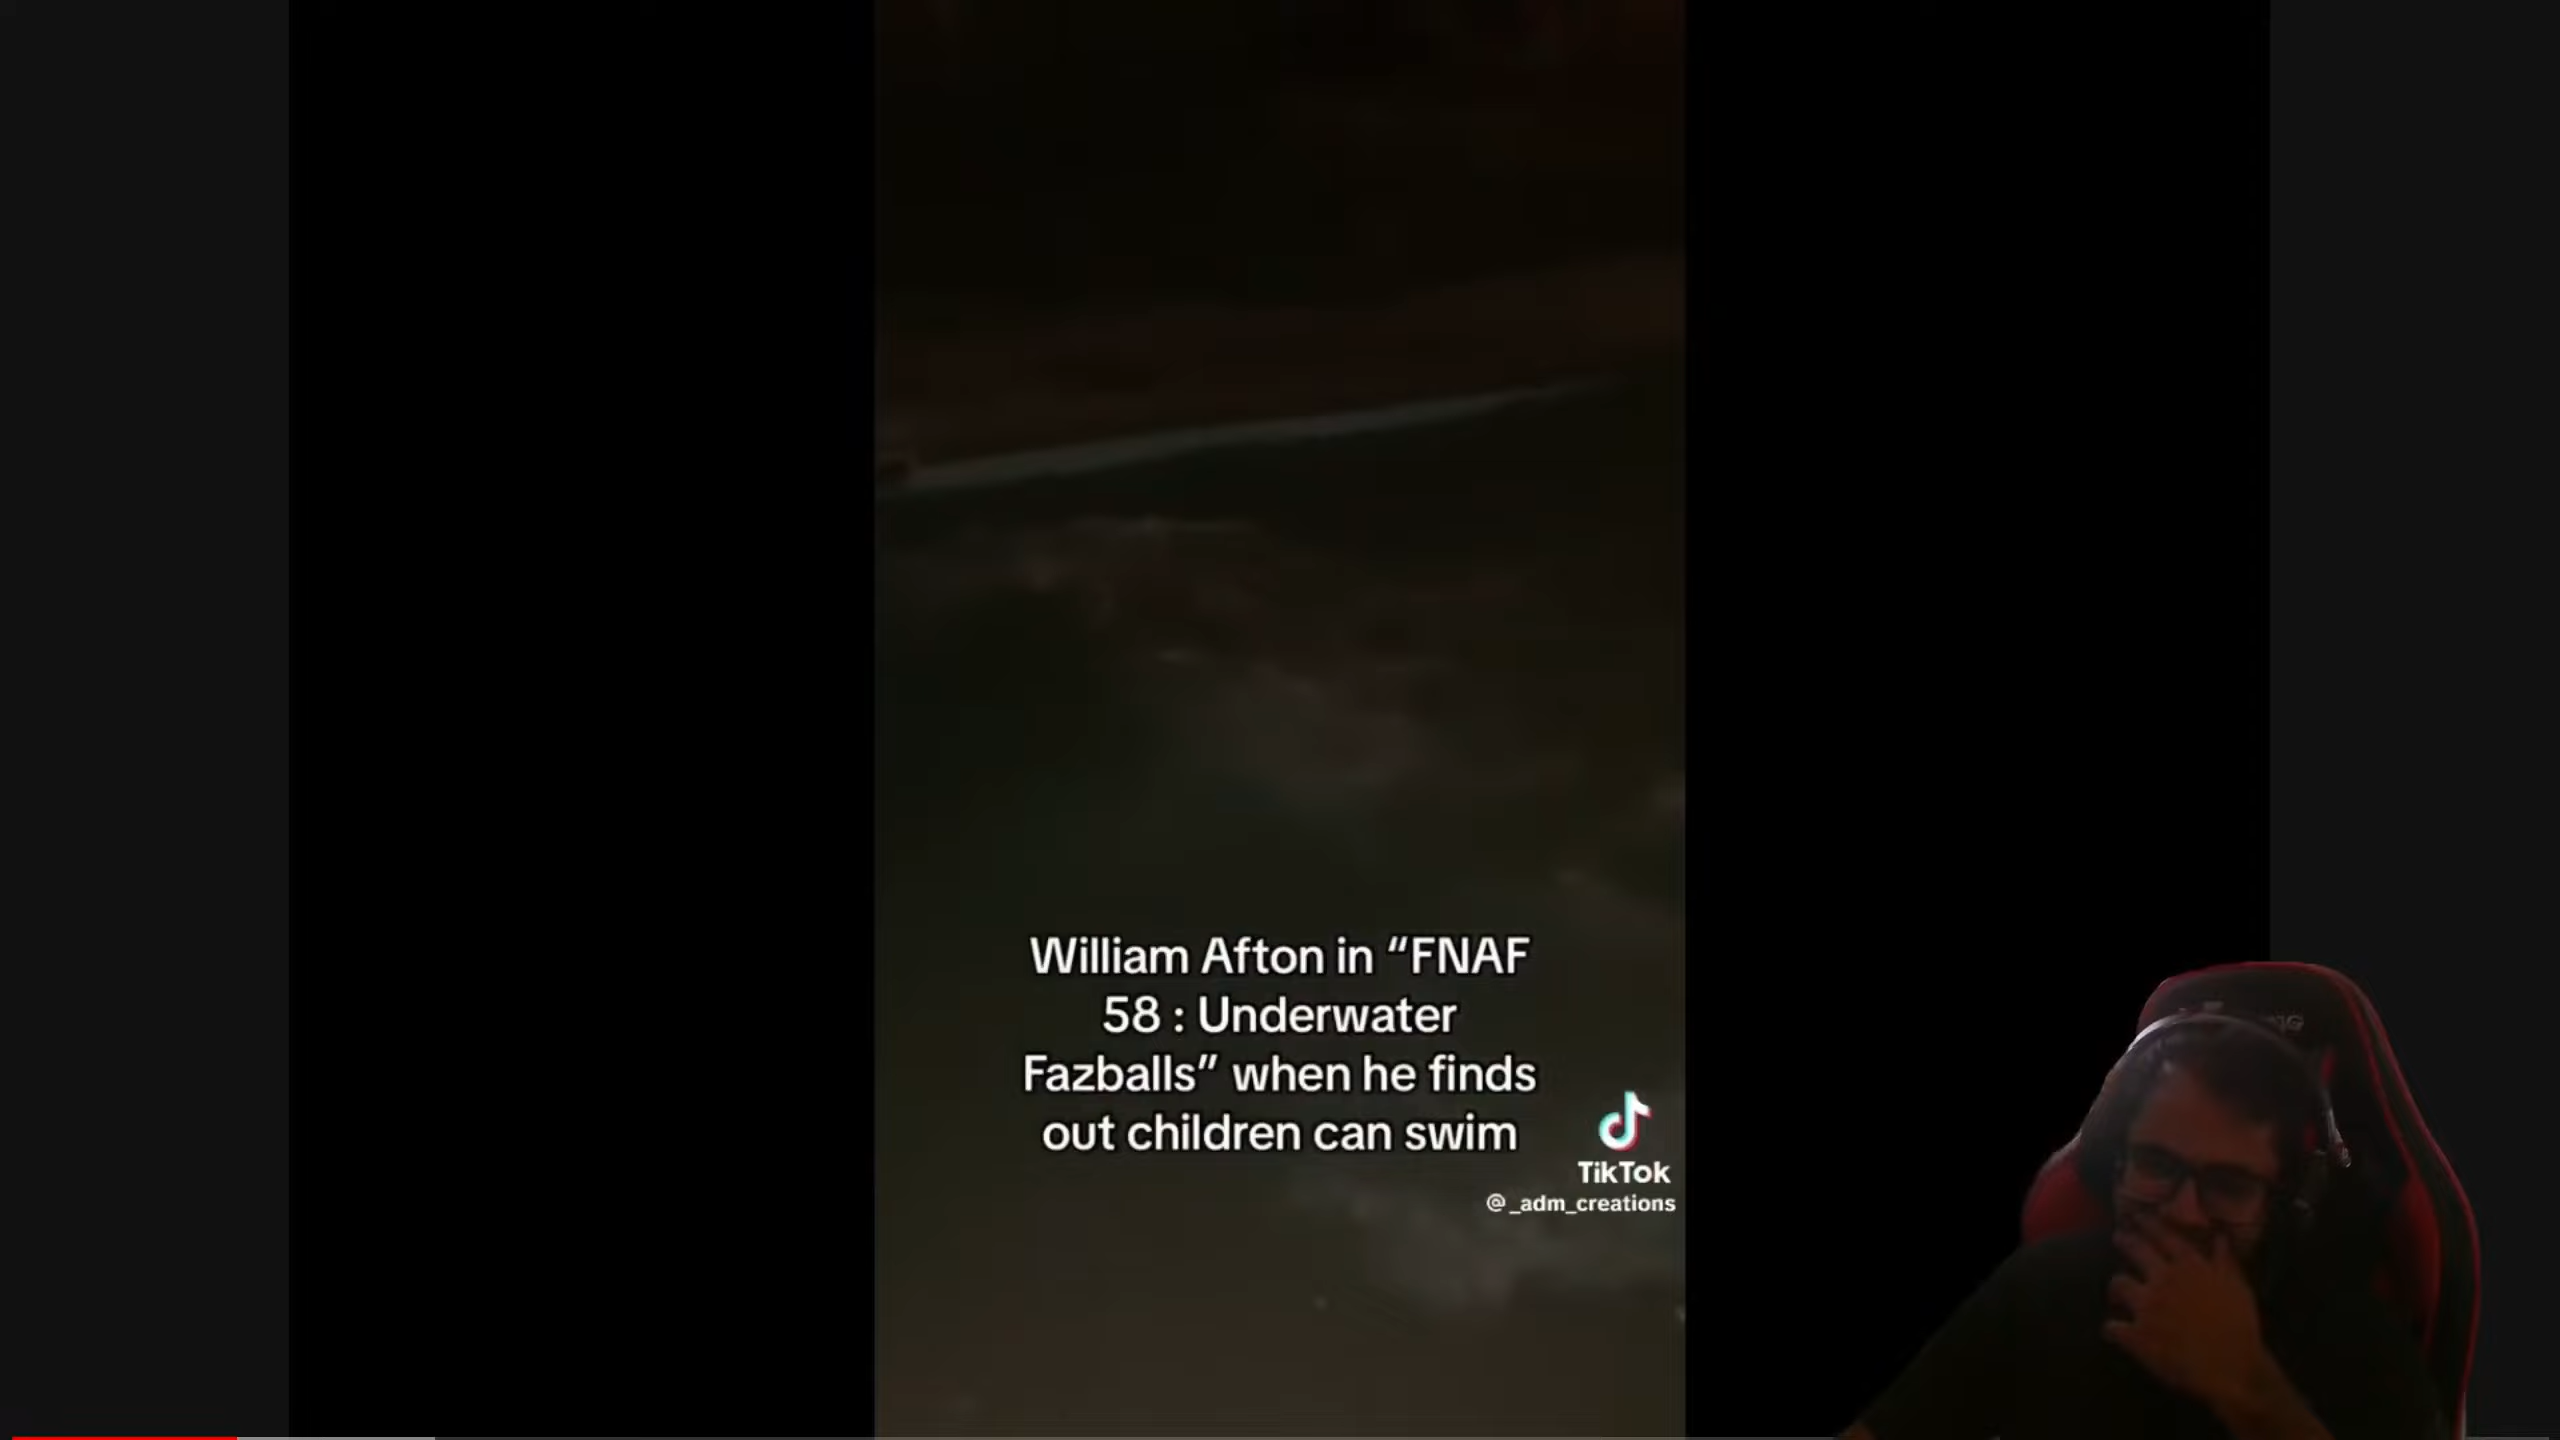 William Afton in “FNAF
58 : Underwater
Fazballs” when he finds
out children can swim
TikTok
@_adm_creations